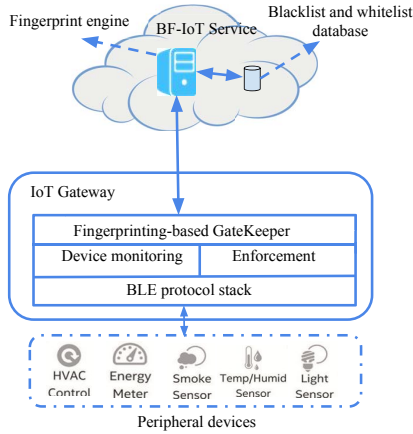 Fingerprint engine
Blacklist and whitelist
database
BF-IoT Service
IoT Gateway
Fingerprinting-based GateKeeper
Device monitoring
Enforcement
BLE protocol stack
HVAC
Control
Energy
Meter
Smoke
Sensor
Temp/Humid
Sensor
Light
Sensor
Peripheral devices